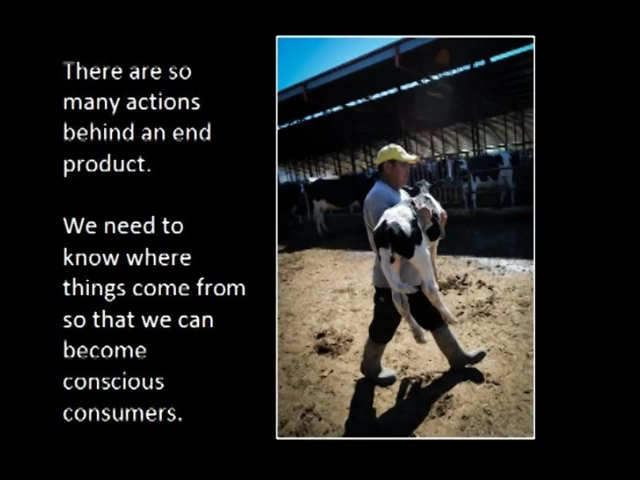 There are so
many actions
behind an end
product.
We need to
know where
things come from
so that we can
become
conscious
consumers.